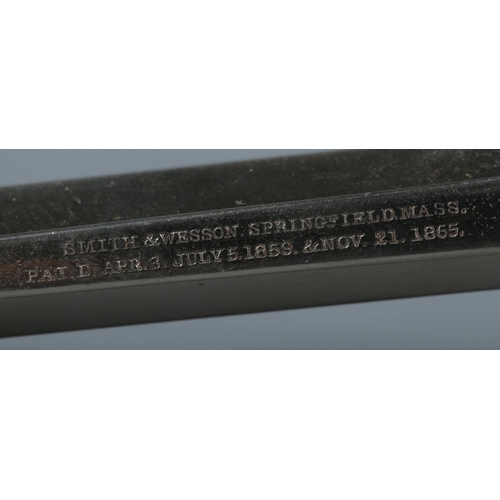 SMITH & WESSON. SPRINGFIELD. MASS.
PAT'D. APR. 3. JULY 5. 1859. & NOV. 21. 1865.